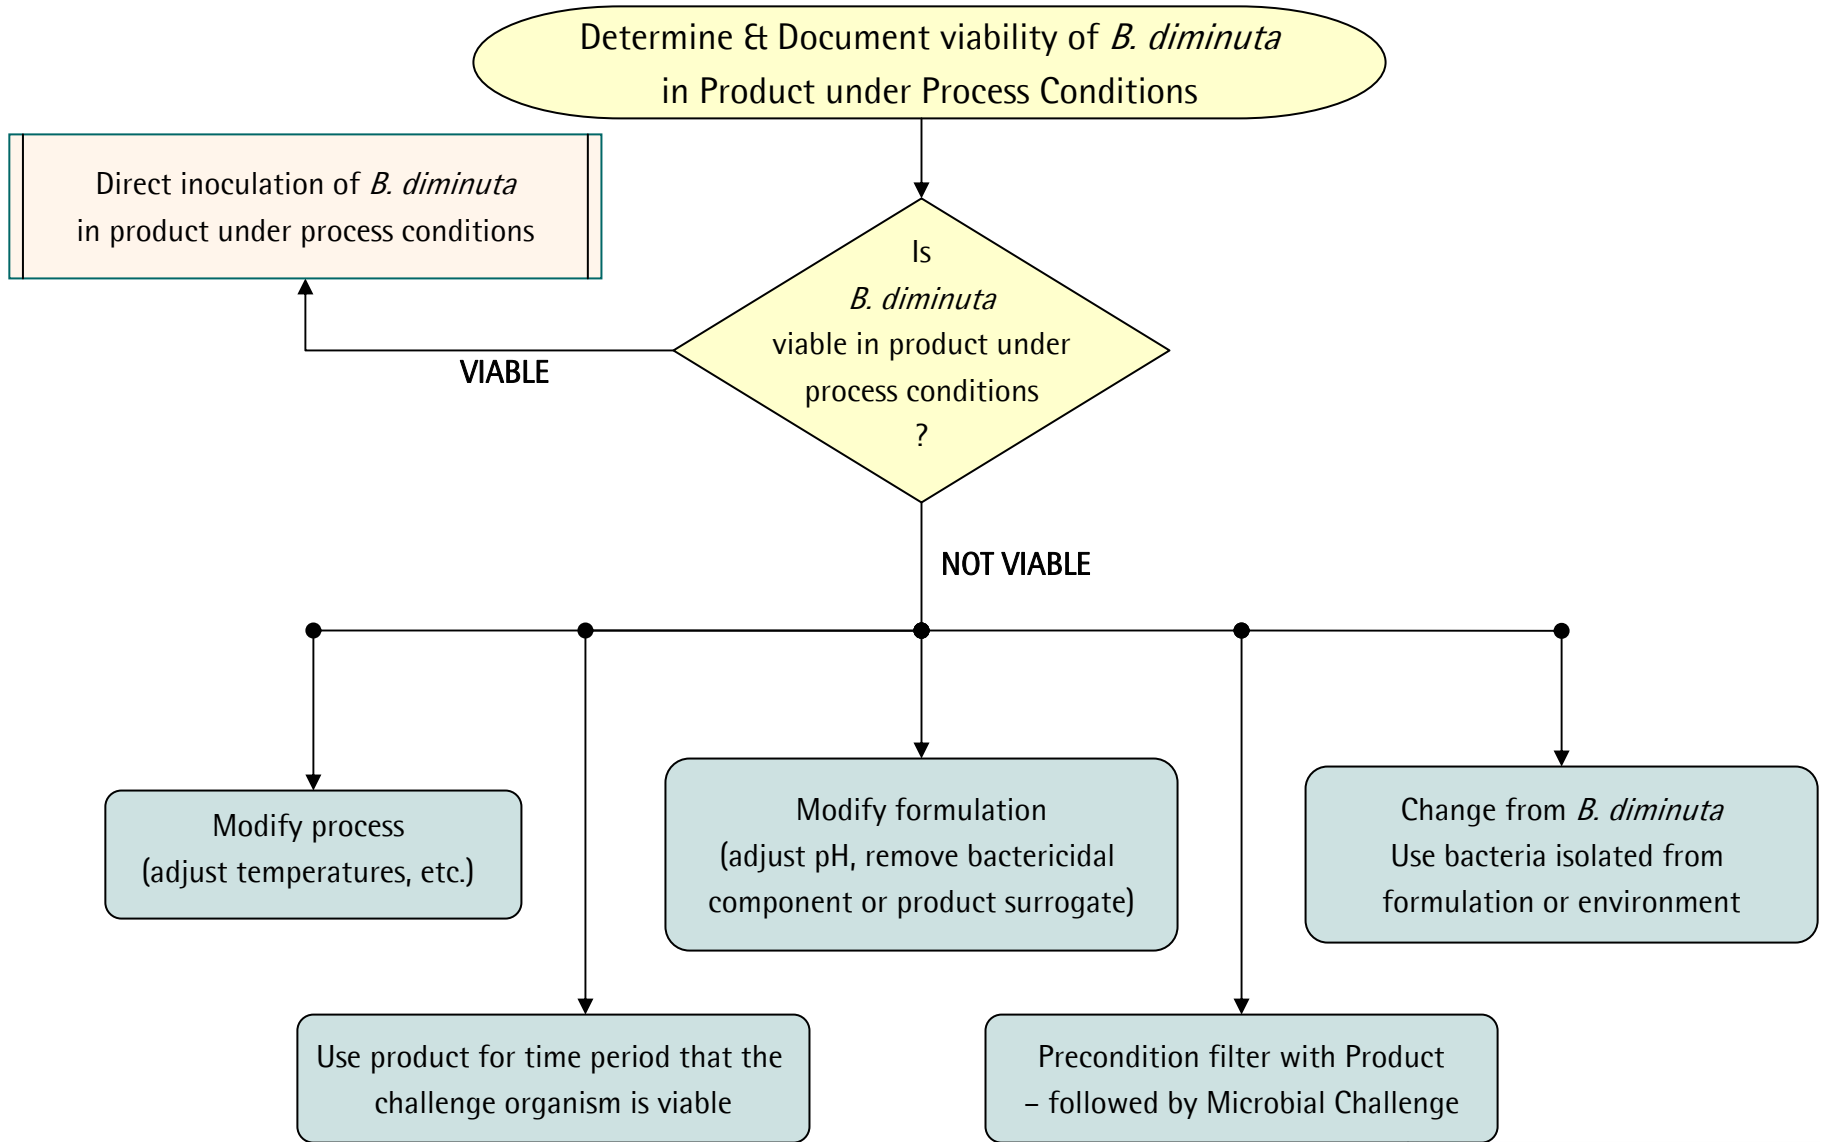 Determine & Document viability of B. diminuta
in Product under Process Conditions
Direct inoculation of B. diminuta
in product under process conditions
Is
B. diminuta
viable in product under
process conditions
?
VIABLE
NOT VIABLE
Modify process
(adjust temperatures, etc.)
Modify formulation
(adjust pH, remove bactericidal
component or product surrogate)
Change from B. diminuta
Use bacteria isolated from
formulation or environment
Use product for time period that the
challenge organism is viable
Precondition filter with Product
– followed by Microbial Challenge